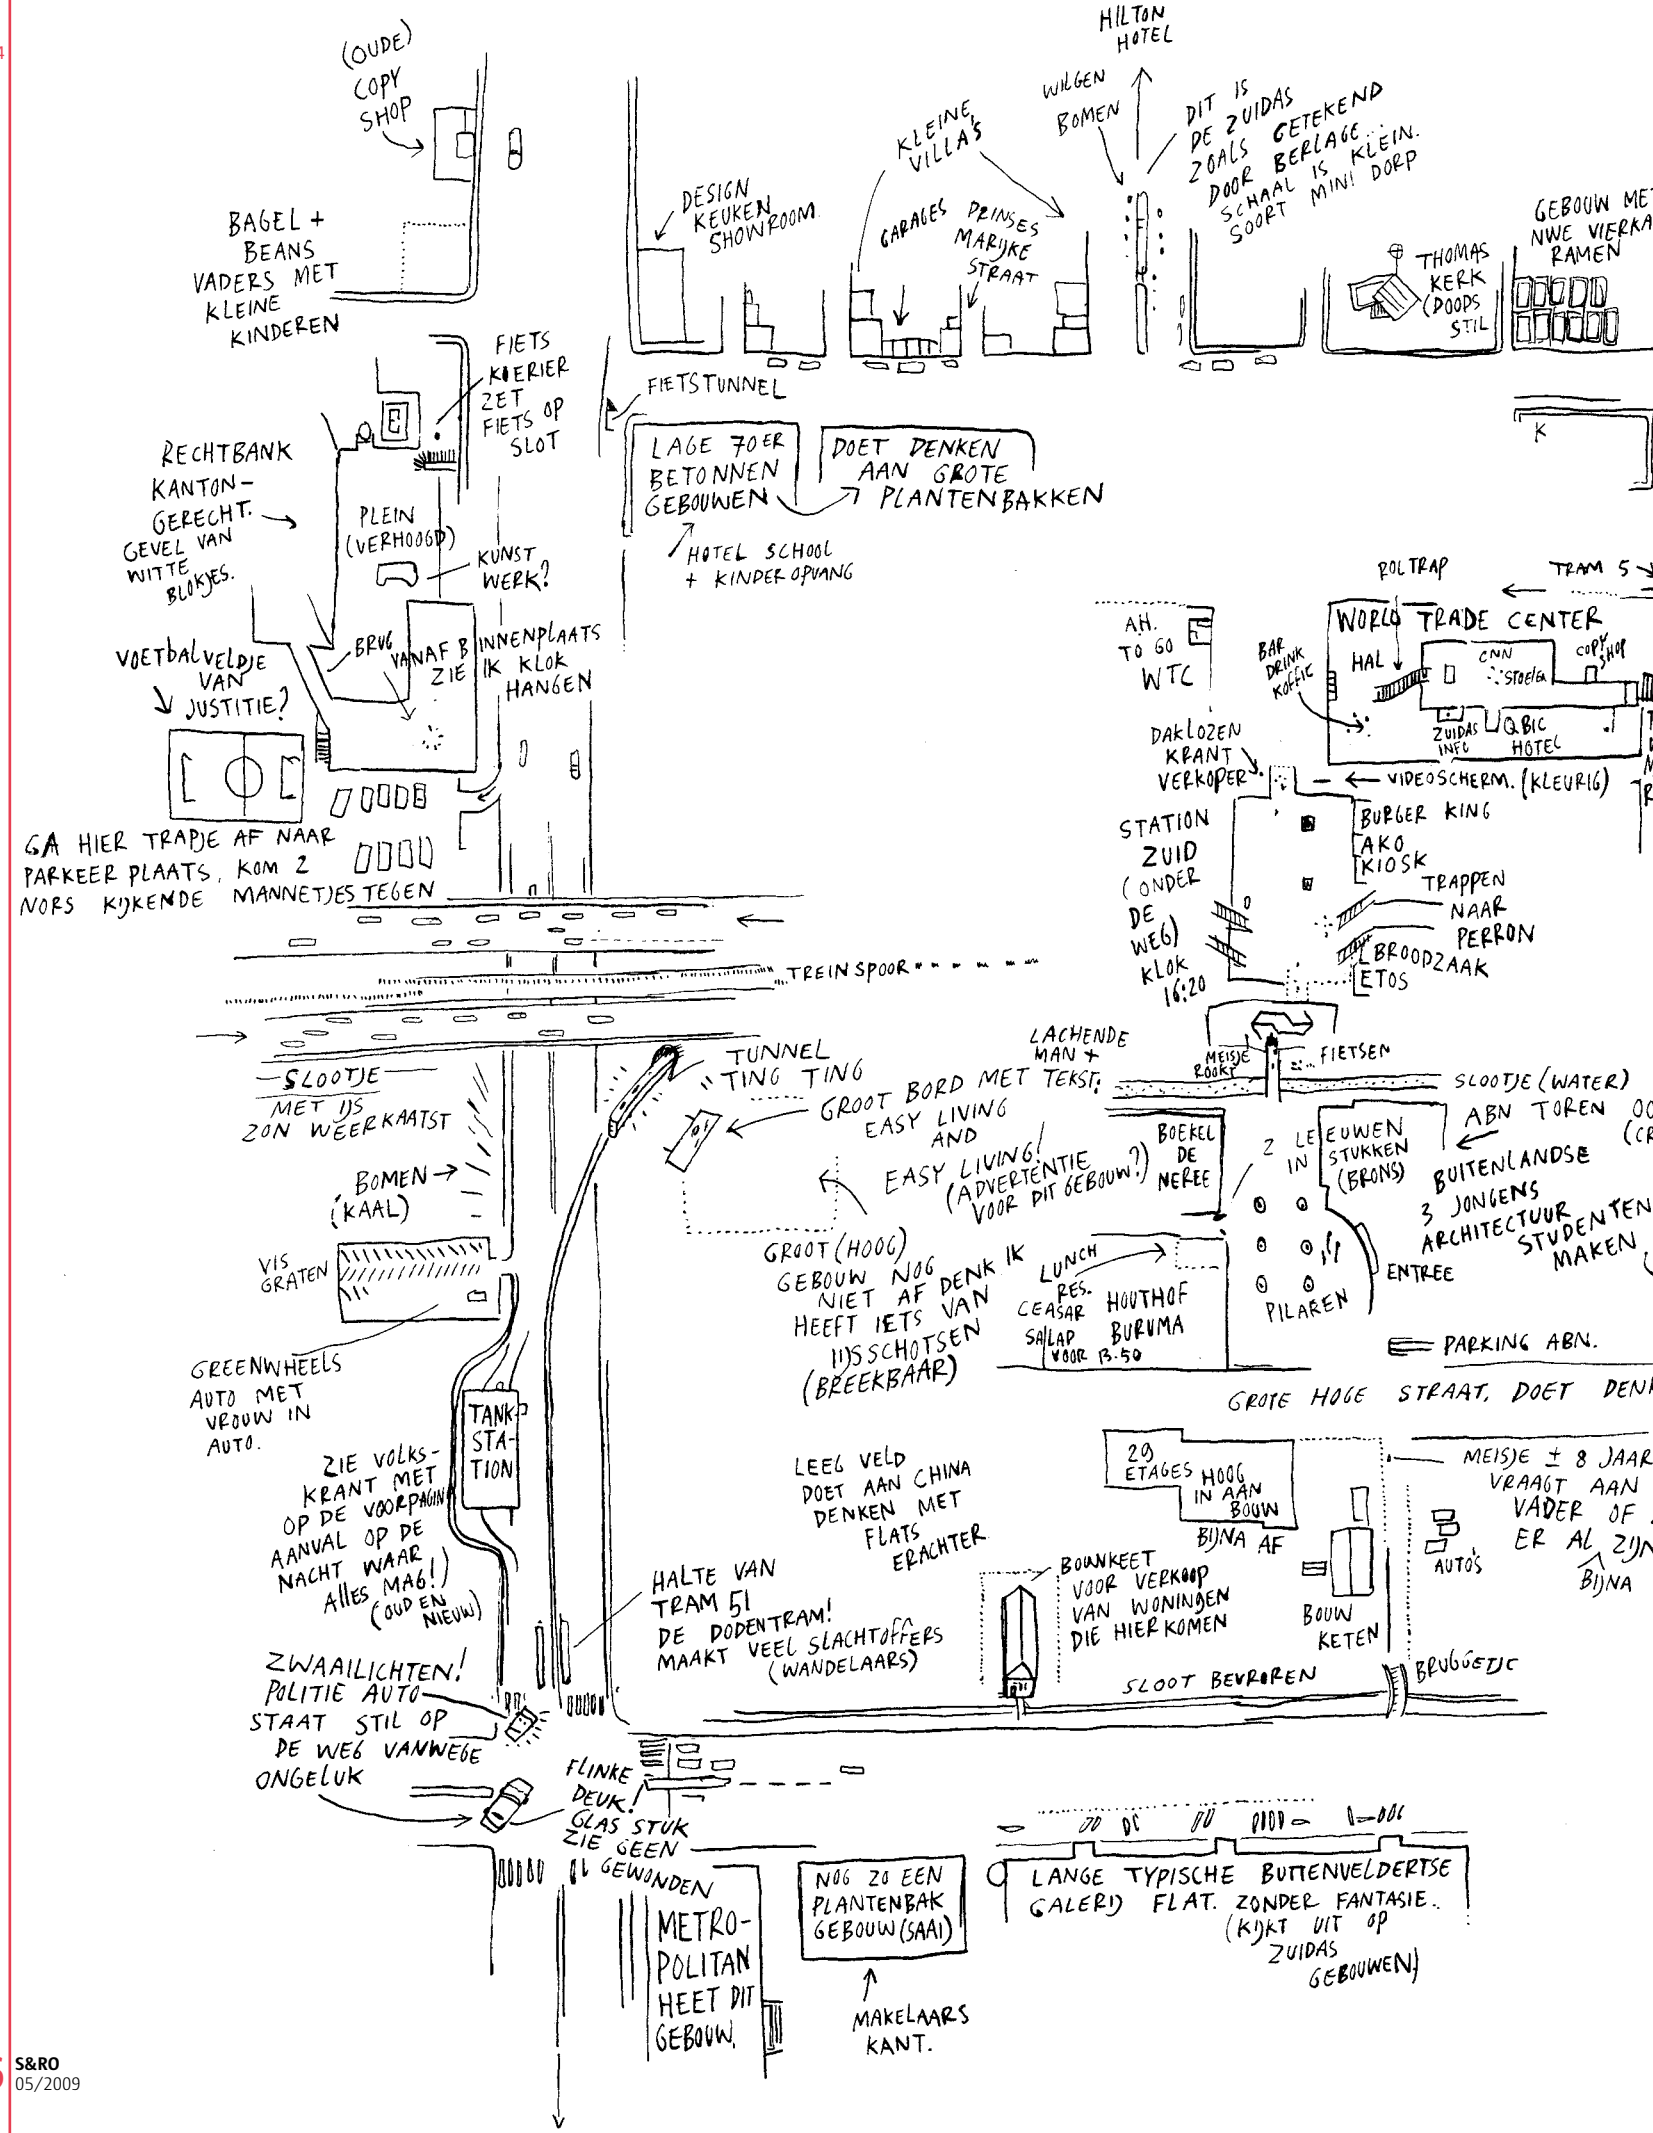 (OUDE)
COPY
SHOP
BAGEL +
BEANS
VADERS MET
KLEINE
KINDEREN
DESIGN
KEUKEN
SHOWROOM.
KLEINE
VILLA'S
GARAGES
PRINSES
MARIJKE
STRAAT
HILTON
HOTEL
WILGEN
BOMEN
DIT IS
DE ZUIDAS
ZOALS GETEKEND
DOOR BERLAGE..
SCHAAL IS KLEIN.
SOORT MINI DORP
THOMAS
KERK
(DOODS
STIL
GEBOUW ME
NWE VIERKA
RAMEN
FIETS
KOERIER
ZET
FIETS OP
SLOT
FIETSTUNNEL
E
RECHTBANK
KANTON-
GERECHT.
GEVEL VAN
WITTE
BLOKJES.
PLEIN
(VERHOOGD)
KUNST
WERK?
LAGE 70ER
BETONNEN
GEBOUWEN
DOET DENKEN
AAN GROTE
PLANTENBAKKEN
HOTEL SCHOOL
+ KINDEROPVANG
K
BRUG
VANAF BINNENPLAATS
ZIE IK KLOK
HANGEN
VOETBALVELDJE
VAN
JUSTITIE?
GA HIER TRAPJE AF NAAR
PARKEER PLAATS, KOM 2
NORS KIJKENDE MANNETJES TEGEN
A.H.
TO GO
WTC
ROLTRAP
TRAM 5
WORLD TRADE CENTER
BAR
DRINK
KOFFIE
HAL
CNN
STOELEN
COPY
SHOP
ZUIDAS
INFO
QBIC
HOTEL
DAKLOZEN
KRANT
VERKOPER
VIDEOSCHERM. (KLEURIG)
STATION
ZUID
(ONDER
DE
WEG)
KLOK
16:20
BURGER KING
AKO
KIOSK
TRAPPEN
NAAR
PERRON
BROODZAAK
ETOS
TREINSPOOR
SLOOTJE
MET IJS
ZON WEERKAATST
TUNNEL
"TING TING
LACHENDE
MAN +
GROOT BORD MET TEKST:
EASY LIVING
AND
EASY LIVING!
(ADVERTENTIE
VOOR DIT GEBOUW?)
MEISJE
ROOKT
FIETSEN
SLOOTJE (WATER)
ABN TOREN OO
(CR
BOEKEL
DE
NEREE
2 LEEUWEN
IN STUKKEN
(BRONS)
BUITENLANDSE
3 JONGENS
ARCHITECTUUR
STUDENTEN
MAKEN
BOMEN
(KAAL)
VIS
GRATEN
GROOT (HOOG)
GEBOUW NOG
NIET AF DENK IK
HEEFT IETS VAN
IJSSCHOTSEN
(BREEKBAAR)
LUNCH
RES.
CEASAR
SALLAP
VOOR 13.50
HOUTHOF
BURUMA
PILAREN
ENTREE
PARKING ABN.
GREENWHEELS
AUTO MET
VROUW IN
AUTO.
GROTE HOGE STRAAT, DOET DENK
TANK-
STA-
TION
ZIE VOLKS-
KRANT MET
OP DE VOORPAGINA
AANVAL OP DE
NACHT WAAR
ALLES MAG!)
(OUD EN
NIEUW)
LEEG VELD
DOET AAN CHINA
DENKEN MET
FLATS
ERACHTER
29
ETAGES HOOG
IN AAN
BOUW
BIJNA AF
MEISJE ± 8 JAAR
VRAAGT AAN
VADER OF
ER AL ZIJN
BIJNA
AUTO'S
BOUWKEET
VOOR VERKOOP
VAN WONINGEN
DIE HIER KOMEN
BOUW
KETEN
HALTE VAN
TRAM 51
DE DODENTRAM!
MAAKT VEEL SLACHTOFFERS
(WANDELAARS)
SLOOT BEVROREN
BRUGGETJE
ZWAAILICHTEN!
POLITIE AUTO
STAAT STIL OP
DE WEG VANWEGE
ONGELUK
FLINKE
DEUK!
GLAS STUK
ZIE GEEN
GEWONDEN
METRO-
POLITAN
HEET DIT
GEBOUW.
NOG ZO EEN
PLANTENBAK
GEBOUW (SAAI)
MAKELAARS
KANT.
LANGE TYPISCHE BUITENVELDERTSE
GALERIJ FLAT. ZONDER FANTASIE..
(KIJKT UIT OP
ZUIDAS
GEBOUWEN)
S&RO
05/2009